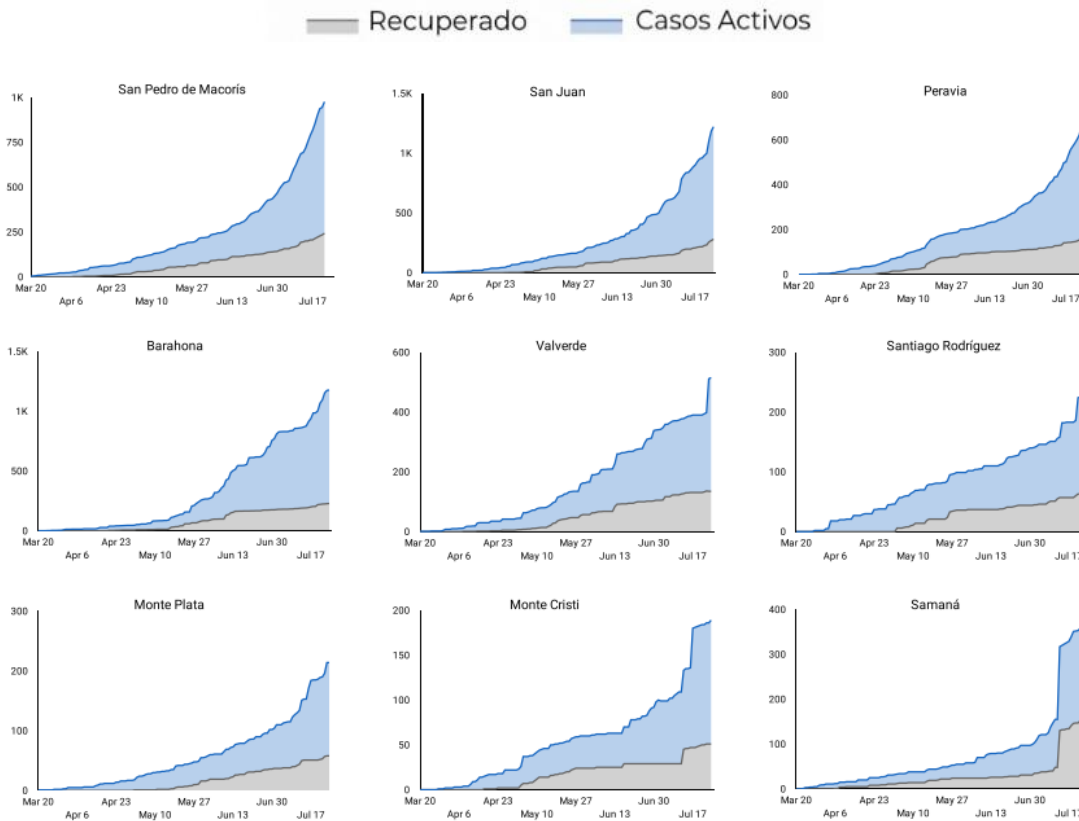 Recuperado Casos Activos
San Pedro de Macorís
1K
750
500
250
0
Mar 20 Apr 23 May 27 Jun 30
Apr 6 May 10 Jun 13 Jul 17
San Juan
1.5K
1K
500
0
Mar 20 Apr 23 May 27 Jun 30
Apr 6 May 10 Jun 13 Jul 17
Peravia
800
600
400
200
0
Mar 20 Apr 23 May 27 Jun 30
Apr 6 May 10 Jun 13 Jul 17
Barahona
1.5K
1K
500
0
Mar 20 Apr 23 May 27 Jun 30
Apr 6 May 10 Jun 13 Jul 17
Valverde
600
400
200
0
Mar 20 Apr 23 May 27 Jun 30
Apr 6 May 10 Jun 13 Jul 17
Santiago Rodríguez
300
200
100
0
Mar 20 Apr 23 May 27 Jun 30
Apr 6 May 10 Jun 13 Jul 17
Monte Plata
300
200
100
0
Mar 20 Apr 23 May 27 Jun 30
Apr 6 May 10 Jun 13 Jul 17
Monte Cristi
200
150
100
50
0
Mar 20 Apr 23 May 27 Jun 30
Apr 6 May 10 Jun 13 Jul 17
Samaná
400
300
200
100
0
Mar 20 Apr 23 May 27 Jun 30
Apr 6 May 10 Jun 13 Jul 17